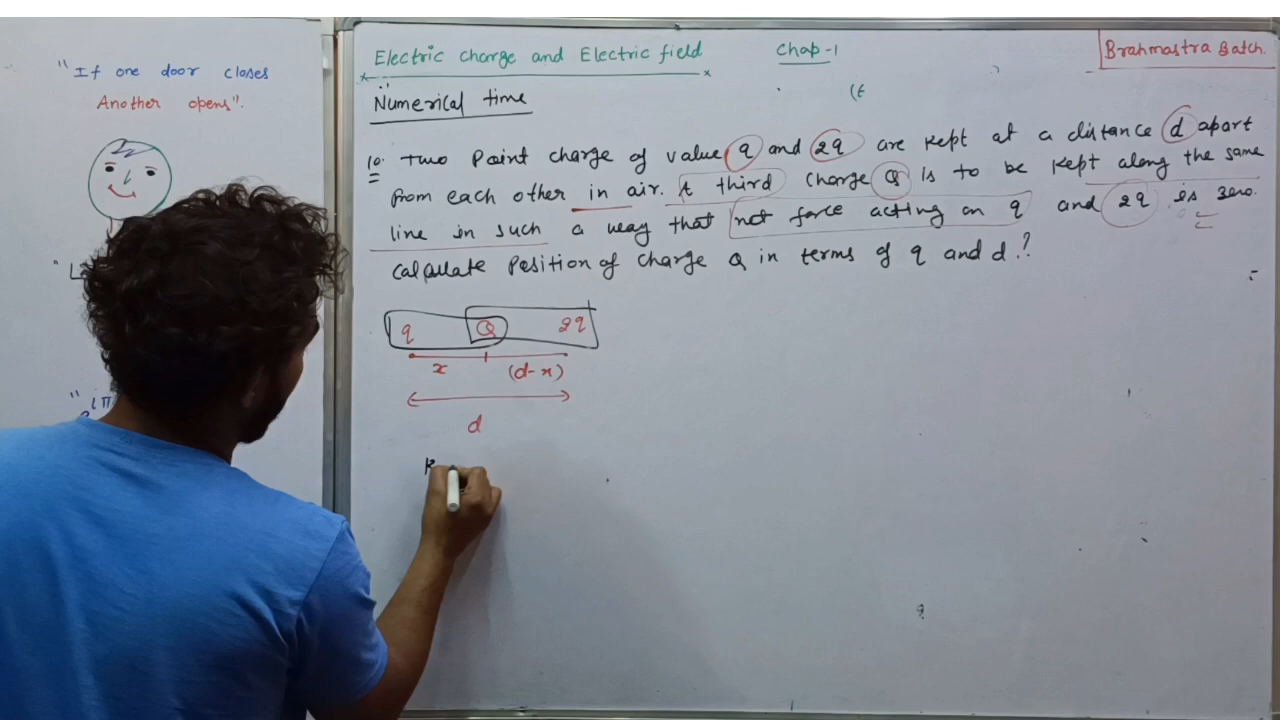 "If one door closes
Another opens".
Electric charge and Electric field
Chap-1
Brahmastra Batch.
Numerical time
10. Two Point charge of value q and 2q are kept at a distance d apart
from each other in air. A third charge Q is to be kept along the same
line in such a way that net force acting on q and 2q is zero.
Calculate Position of charge Q in terms of q and d.?
q Q 2q
x (d-x)
d
K